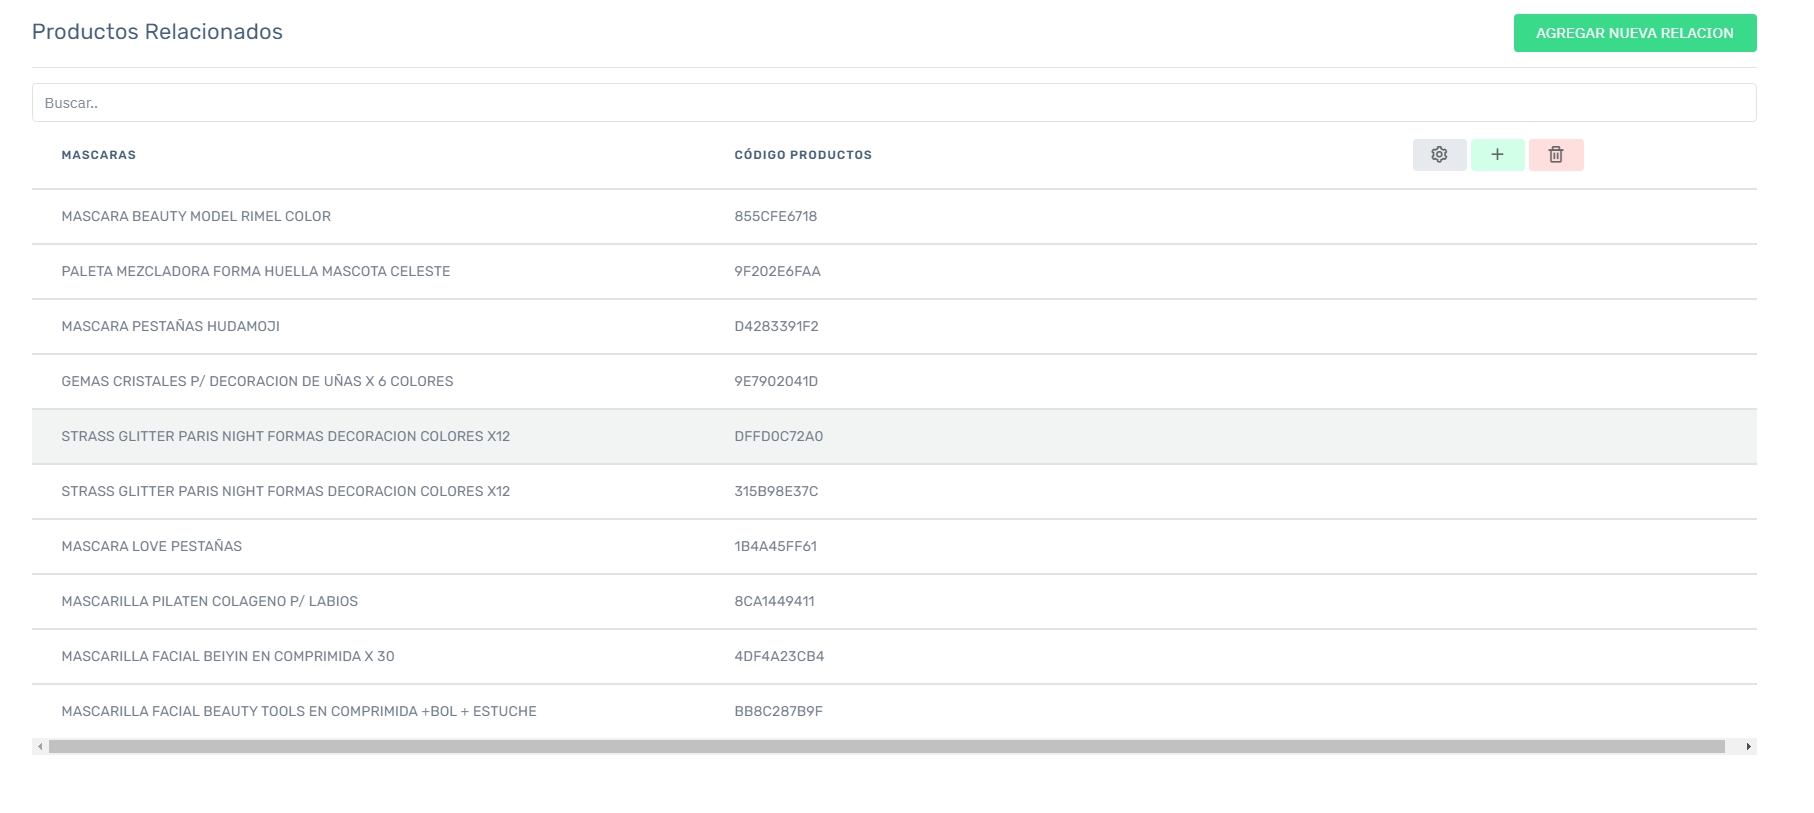 Productos Relacionados
AGREGAR NUEVA RELACION
Buscar..
MASCARAS CÓDIGO PRODUCTOS
MASCARA BEAUTY MODEL RIMEL COLOR 855CFE6718
PALETA MEZCLADORA FORMA HUELLA MASCOTA CELESTE 9F202E6FAA
MASCARA PESTAÑAS HUDAMOJI D4283391F2
GEMAS CRISTALES P/ DECORACION DE UÑAS X 6 COLORES 9E7902041D
STRASS GLITTER PARIS NIGHT FORMAS DECORACION COLORES X12 DFFD0C72A0
STRASS GLITTER PARIS NIGHT FORMAS DECORACION COLORES X12 315B98E37C
MASCARA LOVE PESTAÑAS 1B4A45FF61
MASCARILLA PILATEN COLAGENO P/ LABIOS 8CA1449411
MASCARILLA FACIAL BEIYIN EN COMPRIMIDA X 30 4DF4A23CB4
MASCARILLA FACIAL BEAUTY TOOLS EN COMPRIMIDA +BOL + ESTUCHE BB8C287B9F